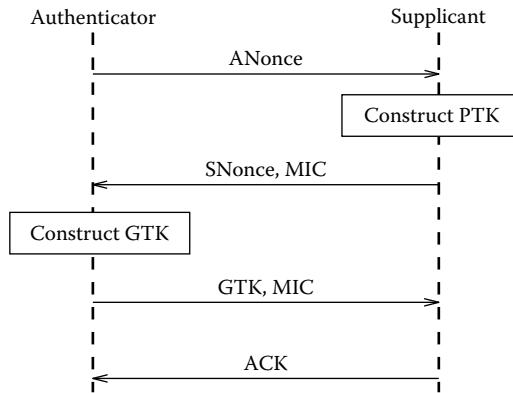 Authenticator
Supplicant
ANonce
Construct PTK
SNonce, MIC
Construct GTK
GTK, MIC
ACK